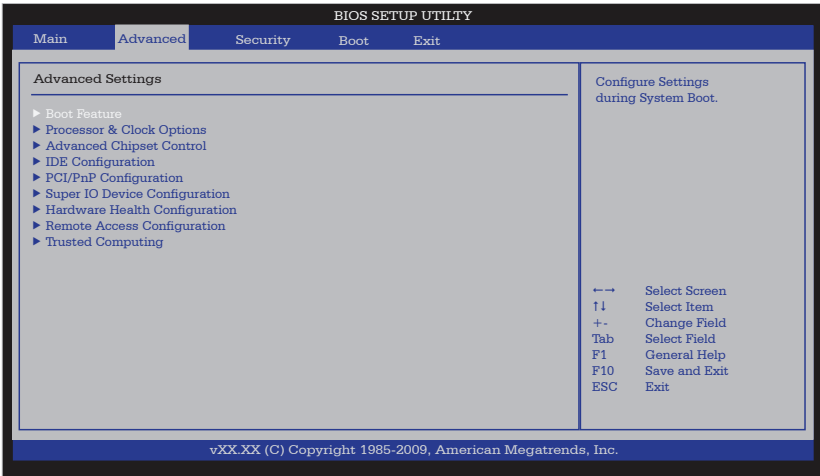 BIOS SETUP UTILTY
Main Advanced Security Boot Exit
Advanced Settings
▶ Boot Feature
▶ Processor & Clock Options
▶ Advanced Chipset Control
▶ IDE Configuration
▶ PCI/PnP Configuration
▶ Super IO Device Configuration
▶ Hardware Health Configuration
▶ Remote Access Configuration
▶ Trusted Computing
Configure Settings
during System Boot.
←→ Select Screen
↑↓ Select Item
+- Change Field
Tab Select Field
F1 General Help
F10 Save and Exit
ESC Exit
vXX.XX (C) Copyright 1985-2009, American Megatrends, Inc.